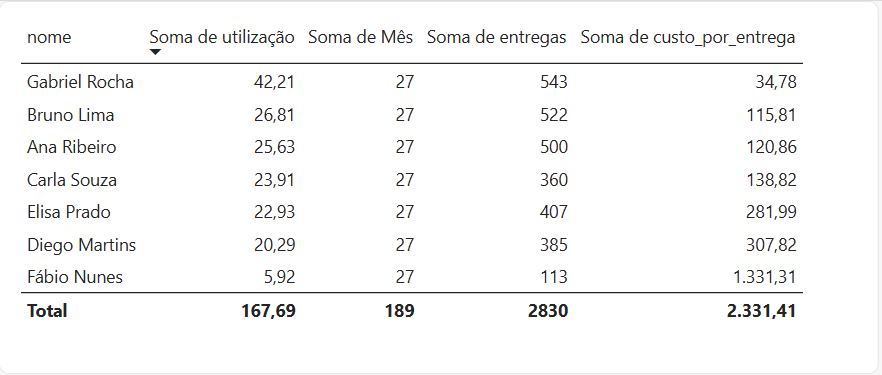 nome Soma de utilização Soma de Mês Soma de entregas Soma de custo_por_entrega
Gabriel Rocha 42,21 27 543 34,78
Bruno Lima 26,81 27 522 115,81
Ana Ribeiro 25,63 27 500 120,86
Carla Souza 23,91 27 360 138,82
Elisa Prado 22,93 27 407 281,99
Diego Martins 20,29 27 385 307,82
Fábio Nunes 5,92 27 113 1.331,31
Total 167,69 189 2830 2.331,41